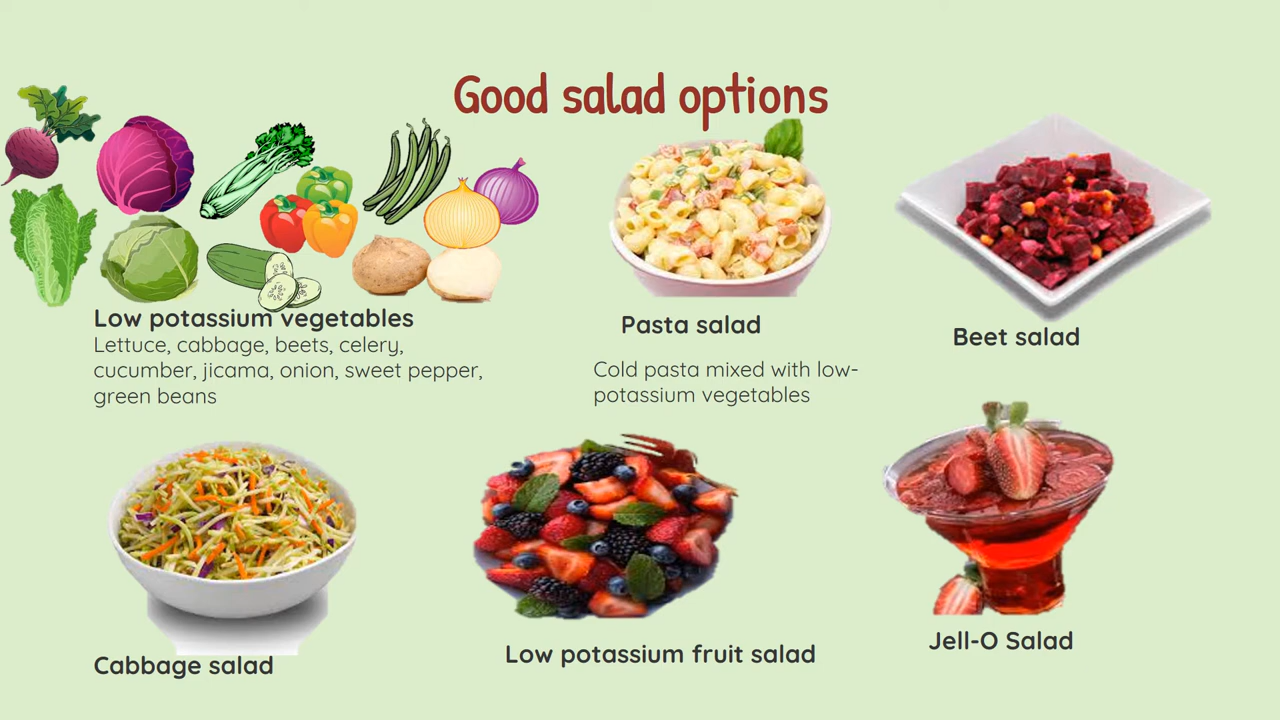 Good salad options
Low potassium vegetables
Lettuce, cabbage, beets, celery,
cucumber, jicama, onion, sweet pepper,
green beans
Pasta salad
Cold pasta mixed with low-
potassium vegetables
Beet salad
Cabbage salad
Low potassium fruit salad
Jell-O Salad